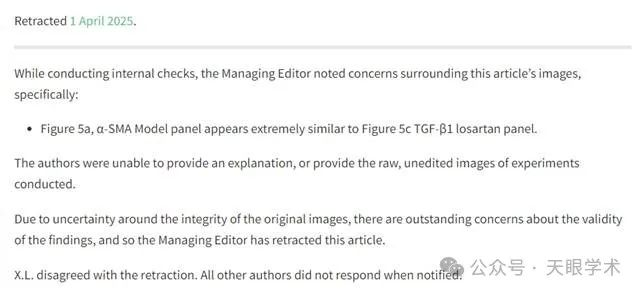 Retracted 1 April 2025.
While conducting internal checks, the Managing Editor noted concerns surrounding this article's images,
specifically:
• Figure 5a, α-SMA Model panel appears extremely similar to Figure 5c TGF-β1 losartan panel.
The authors were unable to provide an explanation, or provide the raw, unedited images of experiments
conducted.
Due to uncertainty around the integrity of the original images, there are outstanding concerns about the validity
of the findings, and so the Managing Editor has retracted this article.
X.L. disagreed with the retraction. All other authors did not respond when notified.
公众号 · 天眼学术